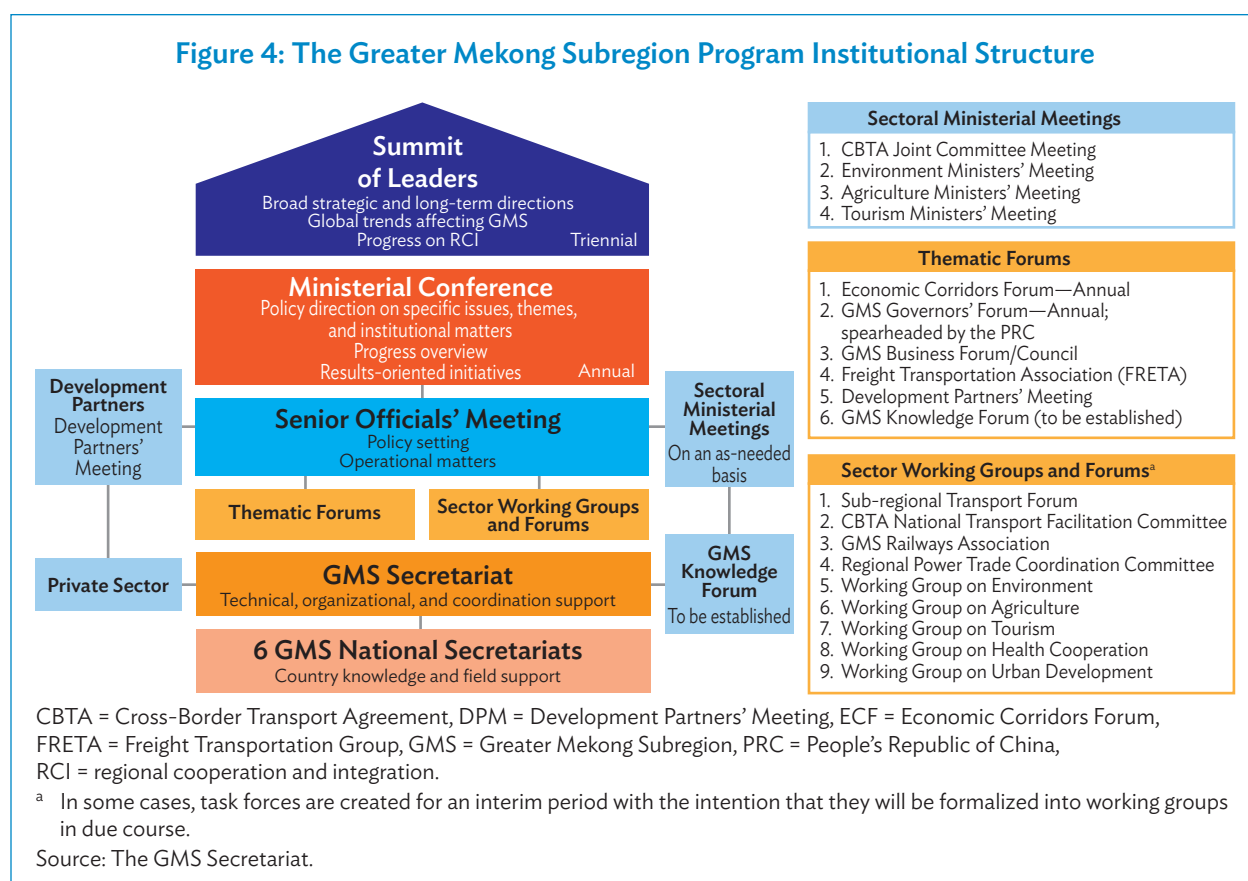 Figure 4: The Greater Mekong Subregion Program Institutional Structure
Summit
of Leaders
Broad strategic and long-term directions
Global trends affecting GMS
Progress on RCI
Triennial
Ministerial Conference
Policy direction on specific issues, themes,
and institutional matters
Progress overview
Results-oriented initiatives
Annual
Development
Partners
Development
Partners'
Meeting
Senior Officials' Meeting
Policy setting
Operational matters
Sectoral
Ministerial
Meetings
On an as-needed
basis
Thematic Forums
Sector Working Groups
and Forums
Private Sector
GMS Secretariat
Technical, organizational, and coordination support
GMS
Knowledge
Forum
To be established
6 GMS National Secretariats
Country knowledge and field support
Sectoral Ministerial Meetings
1. CBTA Joint Committee Meeting
2. Environment Ministers' Meeting
3. Agriculture Ministers' Meeting
4. Tourism Ministers' Meeting
Thematic Forums
1. Economic Corridors Forum—Annual
2. GMS Governors' Forum—Annual;
spearheaded by the PRC
3. GMS Business Forum/Council
4. Freight Transportation Association (FRETA)
5. Development Partners' Meeting
6. GMS Knowledge Forum (to be established)
Sector Working Groups and Forumsᵃ
1. Sub-regional Transport Forum
2. CBTA National Transport Facilitation Committee
3. GMS Railways Association
4. Regional Power Trade Coordination Committee
5. Working Group on Environment
6. Working Group on Agriculture
7. Working Group on Tourism
8. Working Group on Health Cooperation
9. Working Group on Urban Development
CBTA = Cross-Border Transport Agreement, DPM = Development Partners' Meeting, ECF = Economic Corridors Forum,
FRETA = Freight Transportation Group, GMS = Greater Mekong Subregion, PRC = People's Republic of China,
RCI = regional cooperation and integration.
ᵃ In some cases, task forces are created for an interim period with the intention that they will be formalized into working groups
in due course.
Source: The GMS Secretariat.